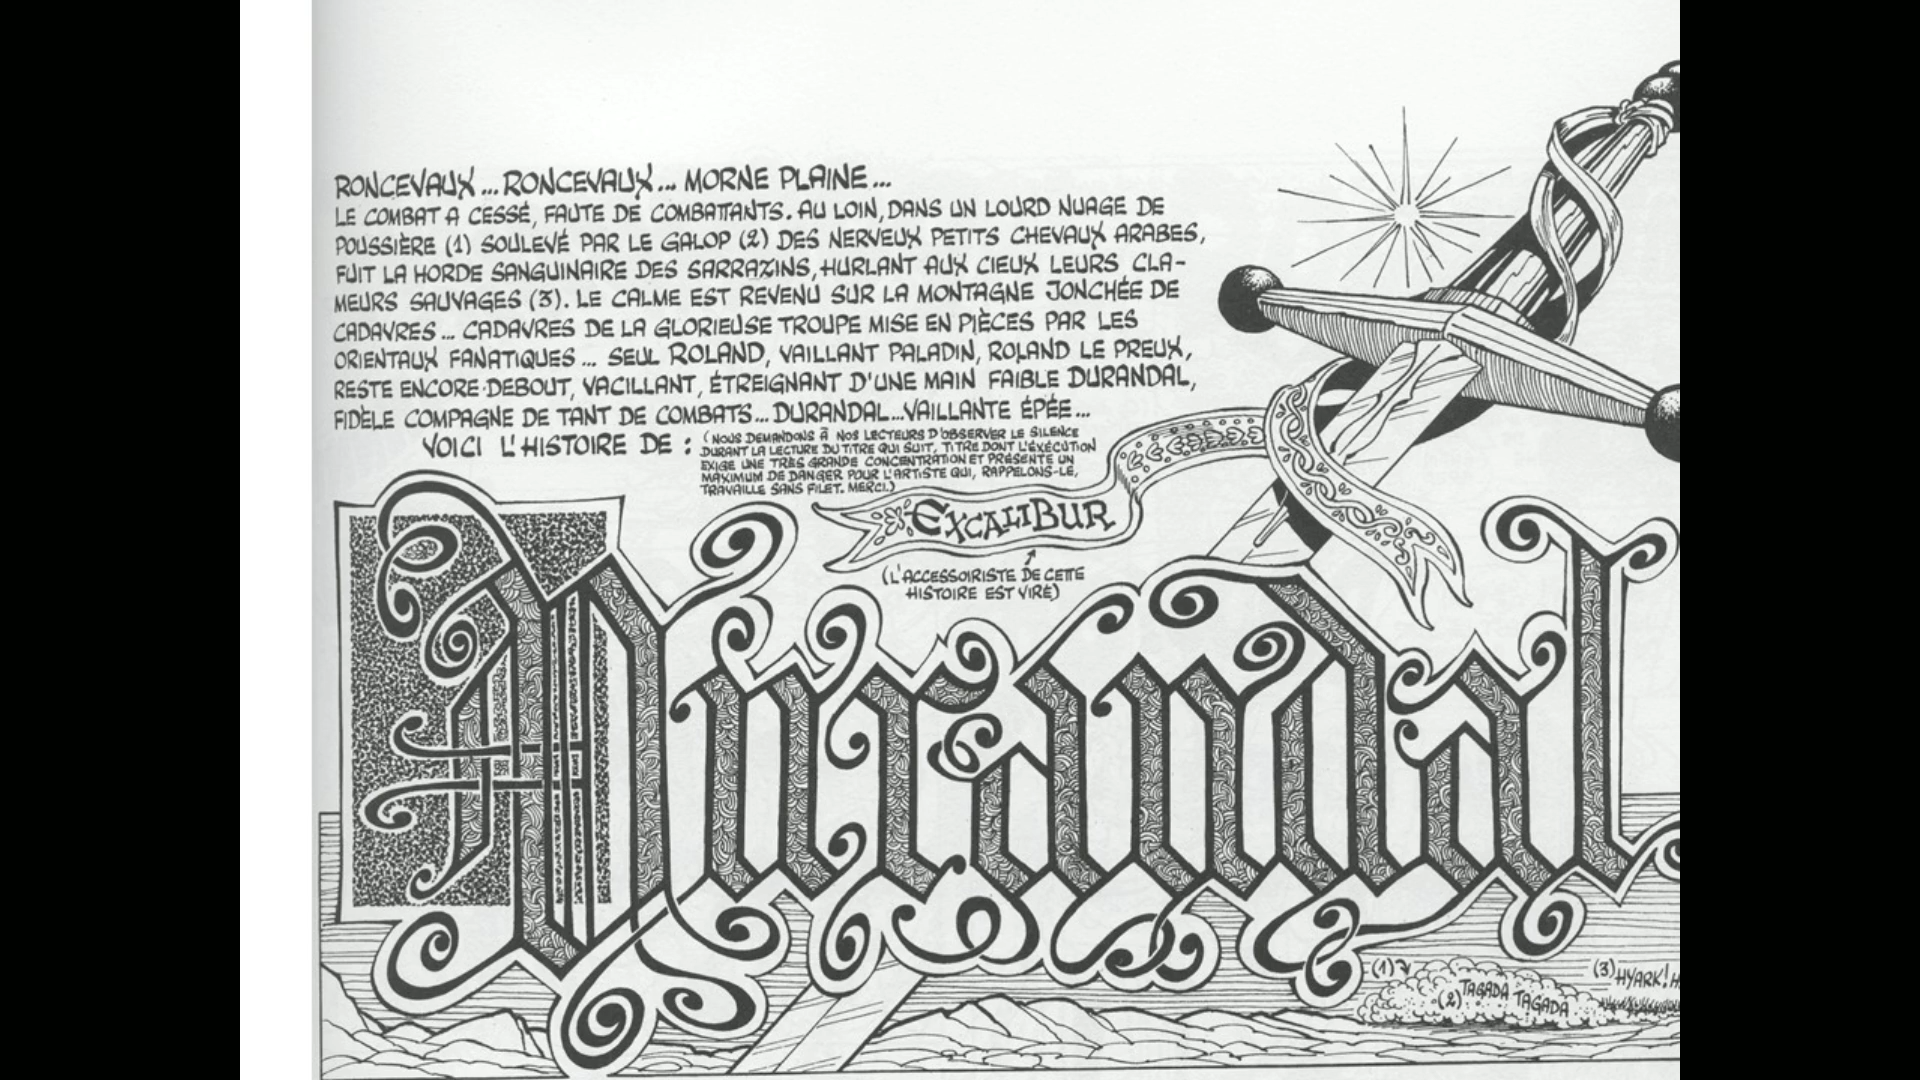 RONCEVAUX... RONCEVAUX... MORNE PLAINE...
LE COMBAT A CESSÉ, FAUTE DE COMBATTANTS. AU LOIN, DANS UN LOURD NUAGE DE
POUSSIÈRE (1) SOULEVÉ PAR LE GALOP (2) DES NERVEUX PETITS CHEVAUX ARABES,
FUIT LA HORDE SANGUINAIRE DES SARRAZINS, HURLANT AUX CIEUX LEURS CLA-
MEURS SAUVAGES (3). LE CALME EST REVENU SUR LA MONTAGNE JONCHÉE DE
CADAVRES... CADAVRES DE LA GLORIEUSE TROUPE MISE EN PIÈCES PAR LES
ORIENTAUX FANATIQUES... SEUL ROLAND, VAILLANT PALADIN, ROLAND LE PREUX,
RESTE ENCORE DEBOUT, VACILLANT, ÉTREIGNANT D'UNE MAIN FAIBLE DURANDAL,
FIDÈLE COMPAGNE DE TANT DE COMBATS... DURANDAL... VAILLANTE ÉPÉE...
VOICI L'HISTOIRE DE :
(NOUS DEMANDONS À NOS LECTEURS D'OBSERVER LE SILENCE
DURANT LA LECTURE DU TITRE QUI SUIT, TITRE DONT L'EXÉCUTION
EXIGE UNE TRÈS GRANDE CONCENTRATION ET PRÉSENTE UN
MAXIMUM DE DANGER POUR L'ARTISTE QUI, RAPPELONS-LE,
TRAVAILLE SANS FILET. MERCI.)
EXCALIBUR
(L'ACCESSOIRISTE DE CETTE
HISTOIRE EST VIRÉ)
Durandal
(1)
(2) TAGADA TAGADA
(3) HYARK! H